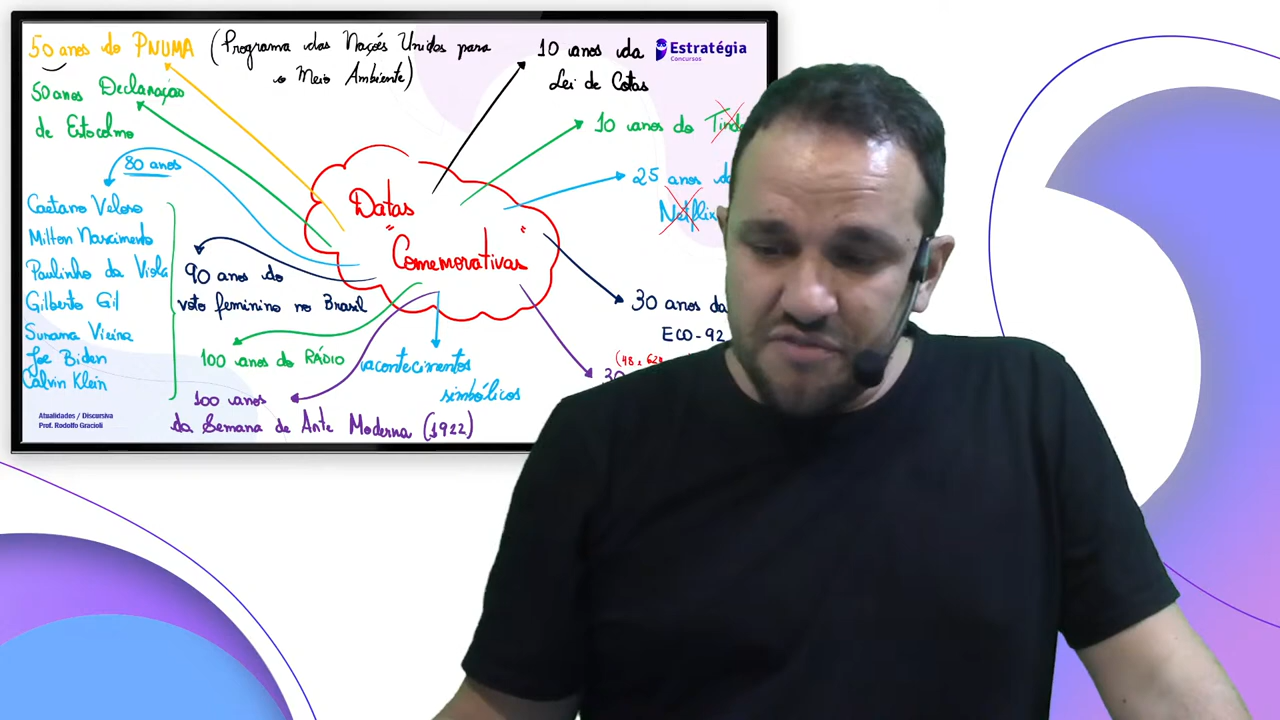 50 anos do PNUMA (Programa das Nações Unidas para
o Meio Ambiente)
50 anos Declaração
de Estocolmo
80 anos
Caetano Veloso
Milton Nascimento
Paulinho da Viola
Gilberto Gil
Susana Vieira
Joe Biden
Calvin Klein
90 anos do
voto feminino no Brasil
100 anos do RÁDIO
100 anos
da Semana de Arte Moderna (1922)
acontecimentos
simbólicos
Datas
"Comemorativas"
10 anos da
Lei de Cotas
10 anos do
25 anos
Netflix
30 anos da
ECO-92
Estratégia
Concursos
Atualidades / Discursiva
Prof. Rodolfo Gracioli